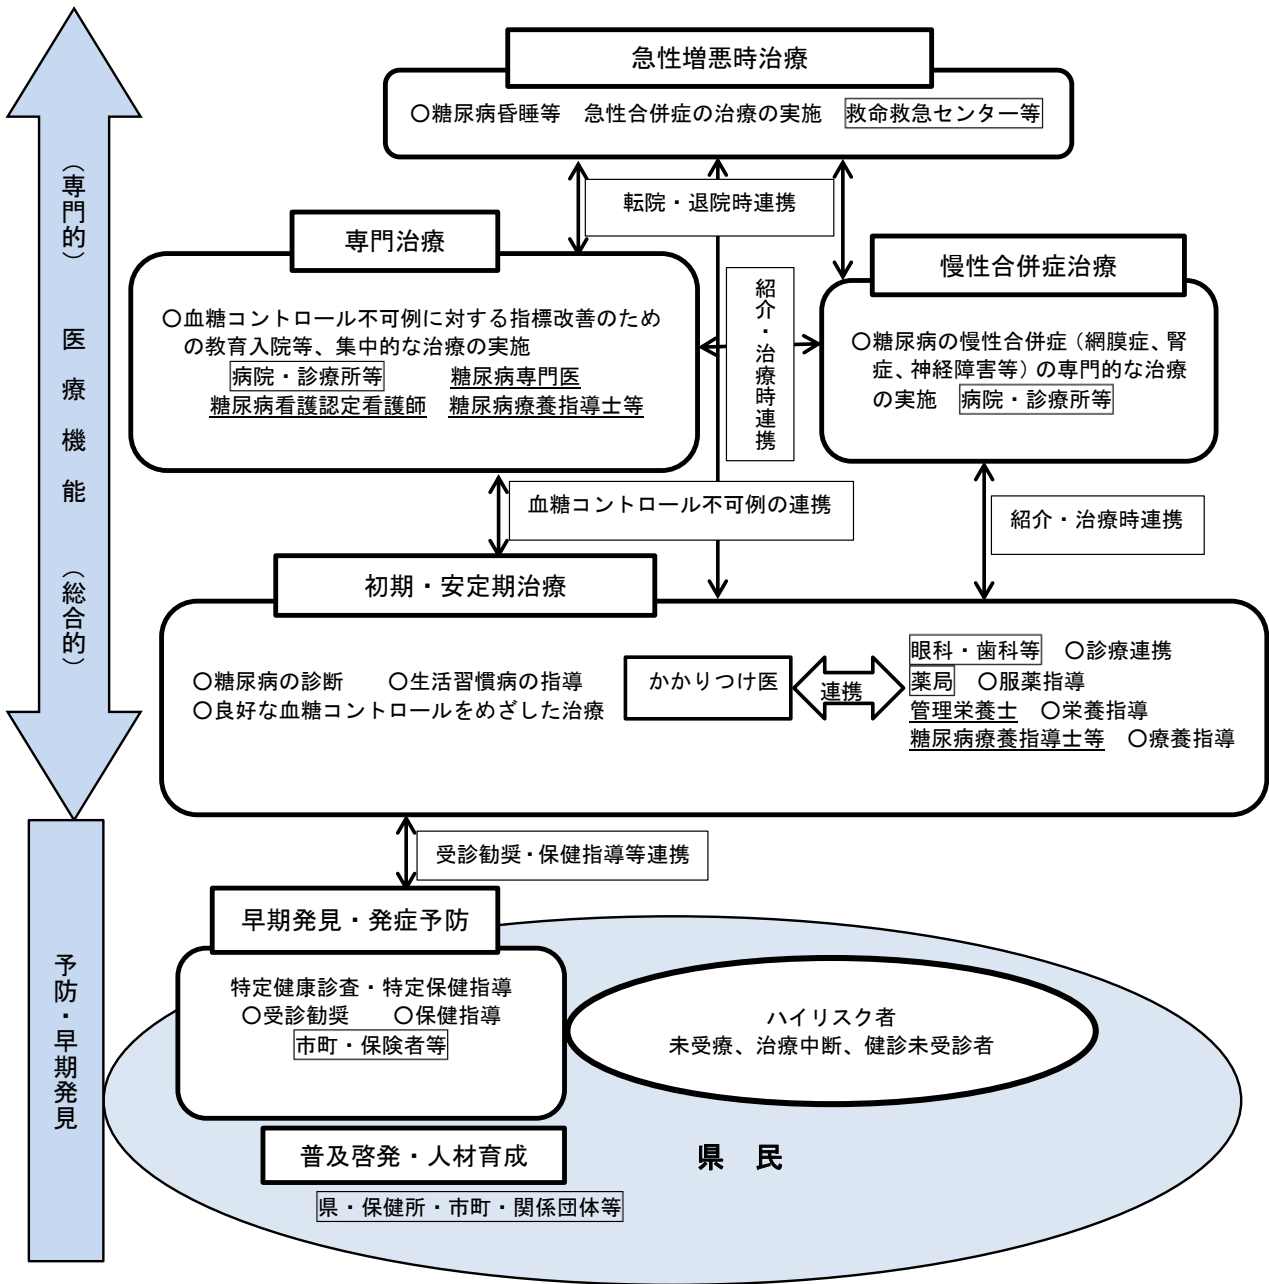 急性増悪時治療
〇糖尿病昏睡等　急性合併症の治療の実施　救命救急センター等
転院・退院時連携
専門治療
〇血糖コントロール不可例に対する指標改善のため
の教育入院等、集中的な治療の実施
病院・診療所等　糖尿病専門医
糖尿病看護認定看護師　糖尿病療養指導士等
紹介・治療時連携
慢性合併症治療
〇糖尿病の慢性合併症（網膜症、腎
症、神経障害等）の専門的な治療
の実施　病院・診療所等
血糖コントロール不可例の連携
紹介・治療時連携
初期・安定期治療
〇糖尿病の診断　〇生活習慣病の指導
〇良好な血糖コントロールをめざした治療
かかりつけ医
連携
眼科・歯科等　〇診療連携
薬局　〇服薬指導
管理栄養士　〇栄養指導
糖尿病療養指導士等　〇療養指導
受診勧奨・保健指導等連携
早期発見・発症予防
特定健康診査・特定保健指導
〇受診勧奨　〇保健指導
市町・保険者等
ハイリスク者
未受療、治療中断、健診未受診者
普及啓発・人材育成
県・保健所・市町・関係団体等
県　民
（専門的）　医療機能　（総合的）
予防・早期発見